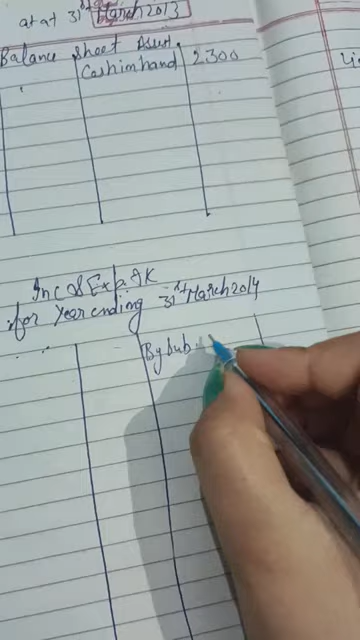 at at 31st March 2013
Balance Sheet Asset
Cash in hand 2300
Inc & Exp. A/c
for Year ending 31st March 2014
By Sub